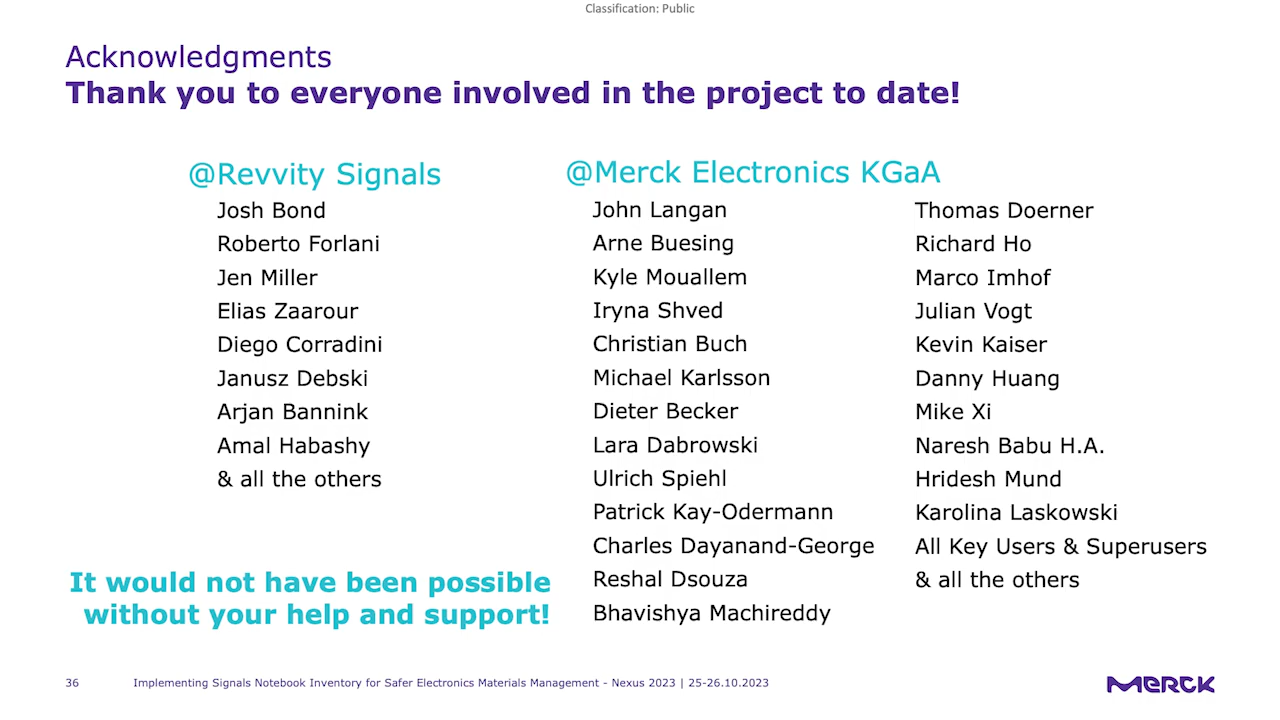 Classification: Public
Acknowledgments
Thank you to everyone involved in the project to date!
@Revvity Signals
Josh Bond
Roberto Forlani
Jen Miller
Elias Zaarour
Diego Corradini
Janusz Debski
Arjan Bannink
Amal Habashy
& all the others
It would not have been possible
without your help and support!
@Merck Electronics KGaA
John Langan
Arne Buesing
Kyle Mouallem
Iryna Shved
Christian Buch
Michael Karlsson
Dieter Becker
Lara Dabrowski
Ulrich Spiehl
Patrick Kay-Odermann
Charles Dayanand-George
Reshal Dsouza
Bhavishya Machireddy
Thomas Doerner
Richard Ho
Marco Imhof
Julian Vogt
Kevin Kaiser
Danny Huang
Mike Xi
Naresh Babu H.A.
Hridesh Mund
Karolina Laskowski
All Key Users & Superusers
& all the others
36
Implementing Signals Notebook Inventory for Safer Electronics Materials Management - Nexus 2023 | 25-26.10.2023
MERCK